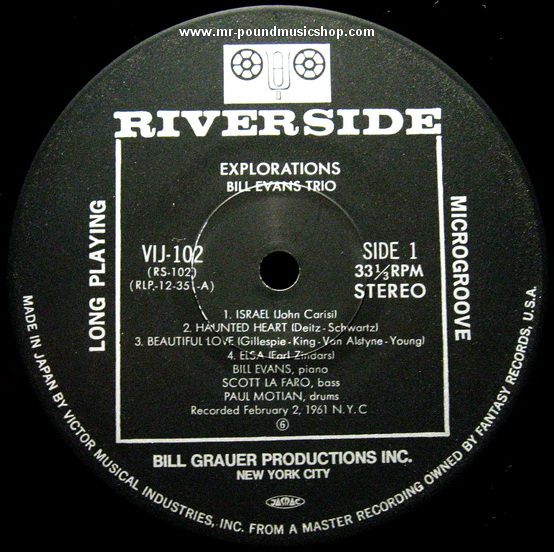 www.mr-poundmusicshop.com
RIVERSIDE
EXPLORATIONS
BILL EVANS TRIO
LONG PLAYING
MICROGROOVE
VIJ-102
(RS-102)
(RLP-12-351-A)
SIDE 1
33⅓RPM
STEREO
1. ISRAEL (John Carisi)
2. HAUNTED HEART (Deitz-Schwartz)
3. BEAUTIFUL LOVE (Gillespie-King-Van Alstyne-Young)
4. ELSA (Earl Zindars)
BILL EVANS, piano
SCOTT LA FARO, bass
PAUL MOTIAN, drums
Recorded February 2, 1961 N.Y.C
6
BILL GRAUER PRODUCTIONS INC.
NEW YORK CITY
JASRAC
MADE IN JAPAN BY VICTOR MUSICAL INDUSTRIES, INC. FROM A MASTER RECORDING OWNED BY FANTASY RECORDS, U.S.A.